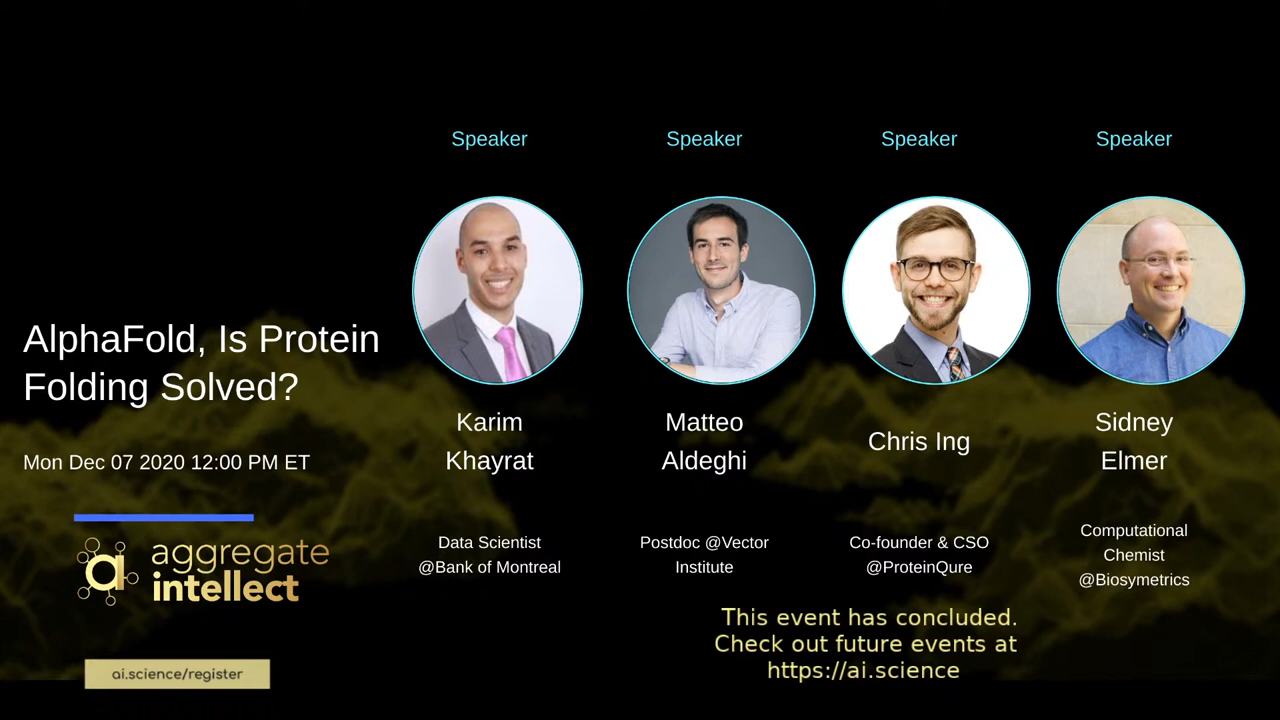 AlphaFold, Is Protein
Folding Solved?
Mon Dec 07 2020 12:00 PM ET
aggregate
intellect
ai.science/register
Speaker
Karim
Khayrat
Data Scientist
@Bank of Montreal
Speaker
Matteo
Aldeghi
Postdoc @Vector
Institute
Speaker
Chris Ing
Co-founder & CSO
@ProteinQure
Speaker
Sidney
Elmer
Computational
Chemist
@Biosymetrics
This event has concluded.
Check out future events at
https://ai.science